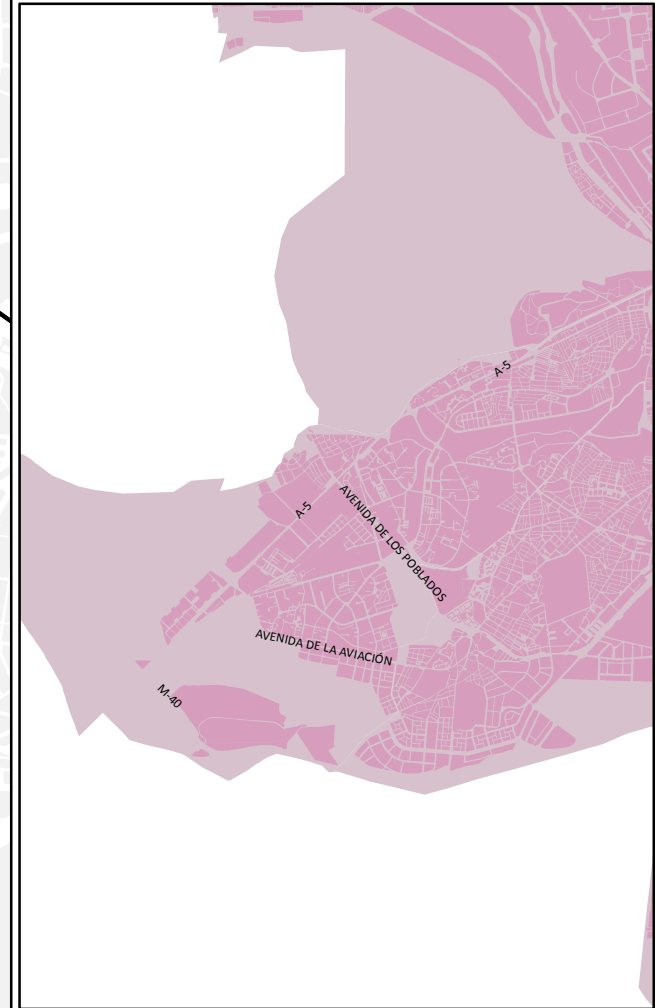 A-5
A-5
AVENIDA DE LOS POBLADOS
AVENIDA DE LA AVIACIÓN
M-40